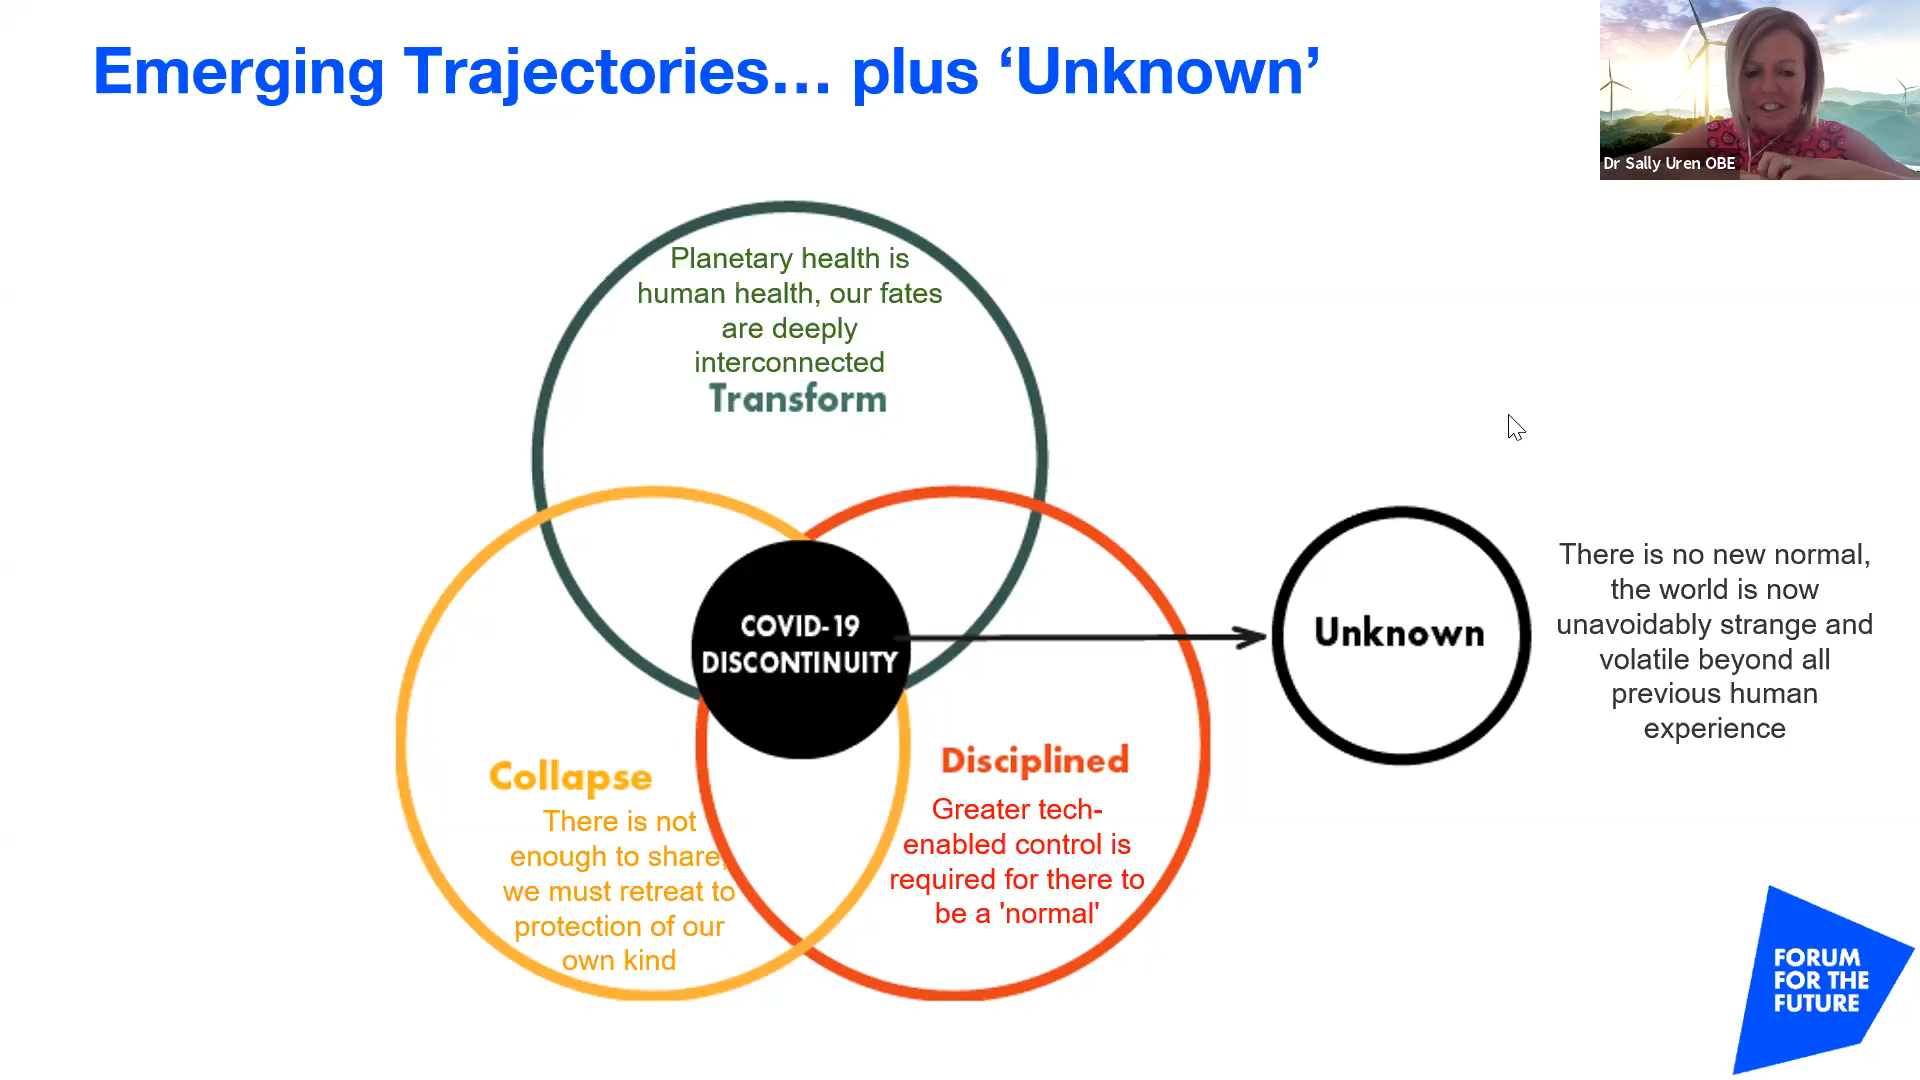 Emerging Trajectories… plus ‘Unknown’
Dr Sally Uren OBE
Planetary health is
human health, our fates
are deeply
interconnected
Transform
COVID-19
DISCONTINUITY
Unknown
There is no new normal,
the world is now
unavoidably strange and
volatile beyond all
previous human
experience
Collapse
There is not
enough to share,
we must retreat to
protection of our
own kind
Disciplined
Greater tech-
enabled control is
required for there to
be a 'normal'
FORUM
FOR THE
FUTURE